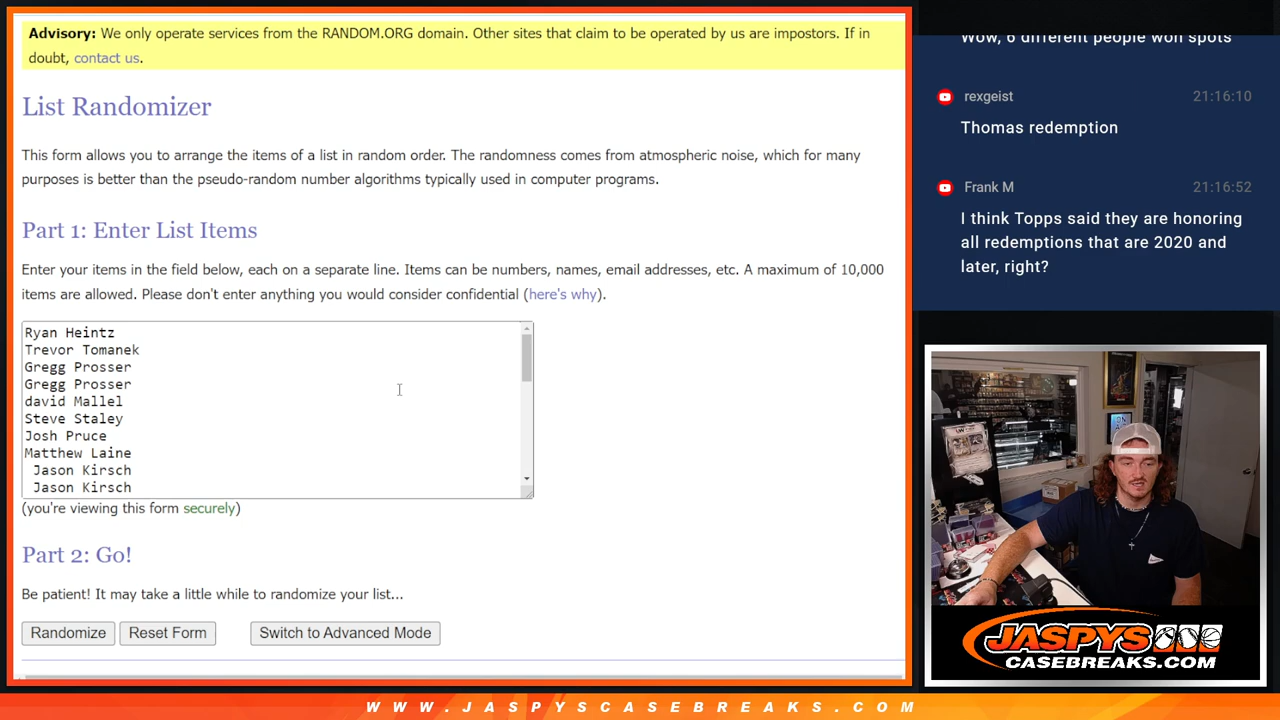 Advisory: We only operate services from the RANDOM.ORG domain. Other sites that claim to be operated by us are impostors. If in
doubt, contact us.
List Randomizer
This form allows you to arrange the items of a list in random order. The randomness comes from atmospheric noise, which for many
purposes is better than the pseudo-random number algorithms typically used in computer programs.
Part 1: Enter List Items
Enter your items in the field below, each on a separate line. Items can be numbers, names, email addresses, etc. A maximum of 10,000
items are allowed. Please don't enter anything you would consider confidential (here's why).
Ryan Heintz
Trevor Tomanek
Gregg Prosser
Gregg Prosser
david Mallel
Steve Staley
Josh Pruce
Matthew Laine
Jason Kirsch
Jason Kirsch
(you're viewing this form securely)
Part 2: Go!
Be patient! It may take a little while to randomize your list...
Randomize
Reset Form
Switch to Advanced Mode
Wow, 6 different people won spots
rexgeist 21:16:10
Thomas redemption
Frank M 21:16:52
I think Topps said they are honoring
all redemptions that are 2020 and
later, right?
JASPYS
CASEBREAKS.COM
WWW.JASPYSCASEBREAKS.COM